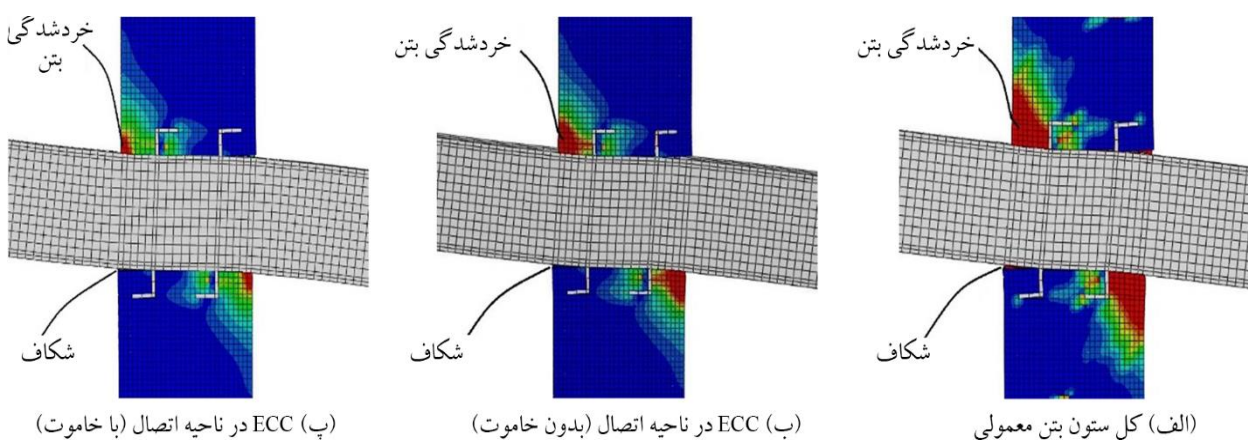 خردشدگی بتن
شکاف
(الف) کل ستون بتن معمولی
خردشدگی بتن
شکاف
(ب) ECC در ناحیه اتصال (بدون خاموت)
خردشدگی
بتن
شکاف
(پ) ECC در ناحیه اتصال (با خاموت)